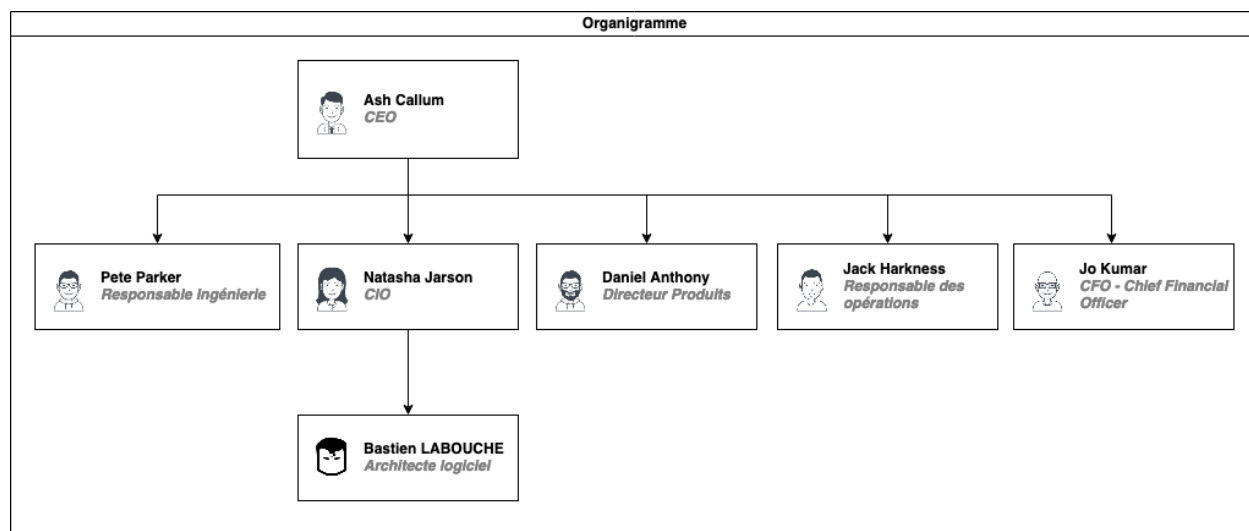 Organigramme
Ash Callum
CEO
Pete Parker
Responsable Ingénierie
Natasha Jarson
CIO
Daniel Anthony
Directeur Produits
Jack Harkness
Responsable des
opérations
Jo Kumar
CFO - Chief Financial
Officer
Bastien LABOUCHE
Architecte logiciel